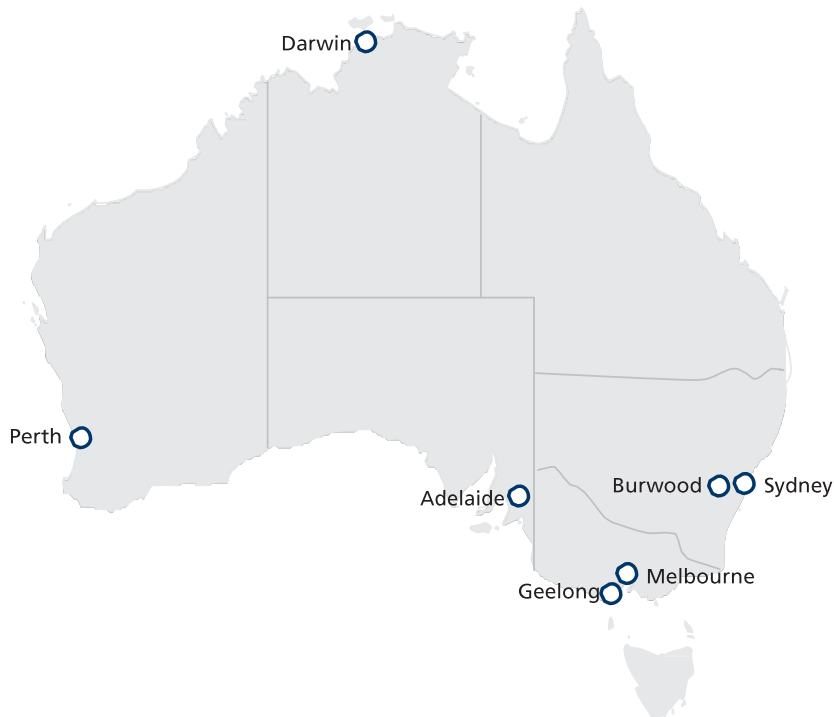 Darwin
Perth
Burwood
Sydney
Adelaide
Melbourne
Geelong